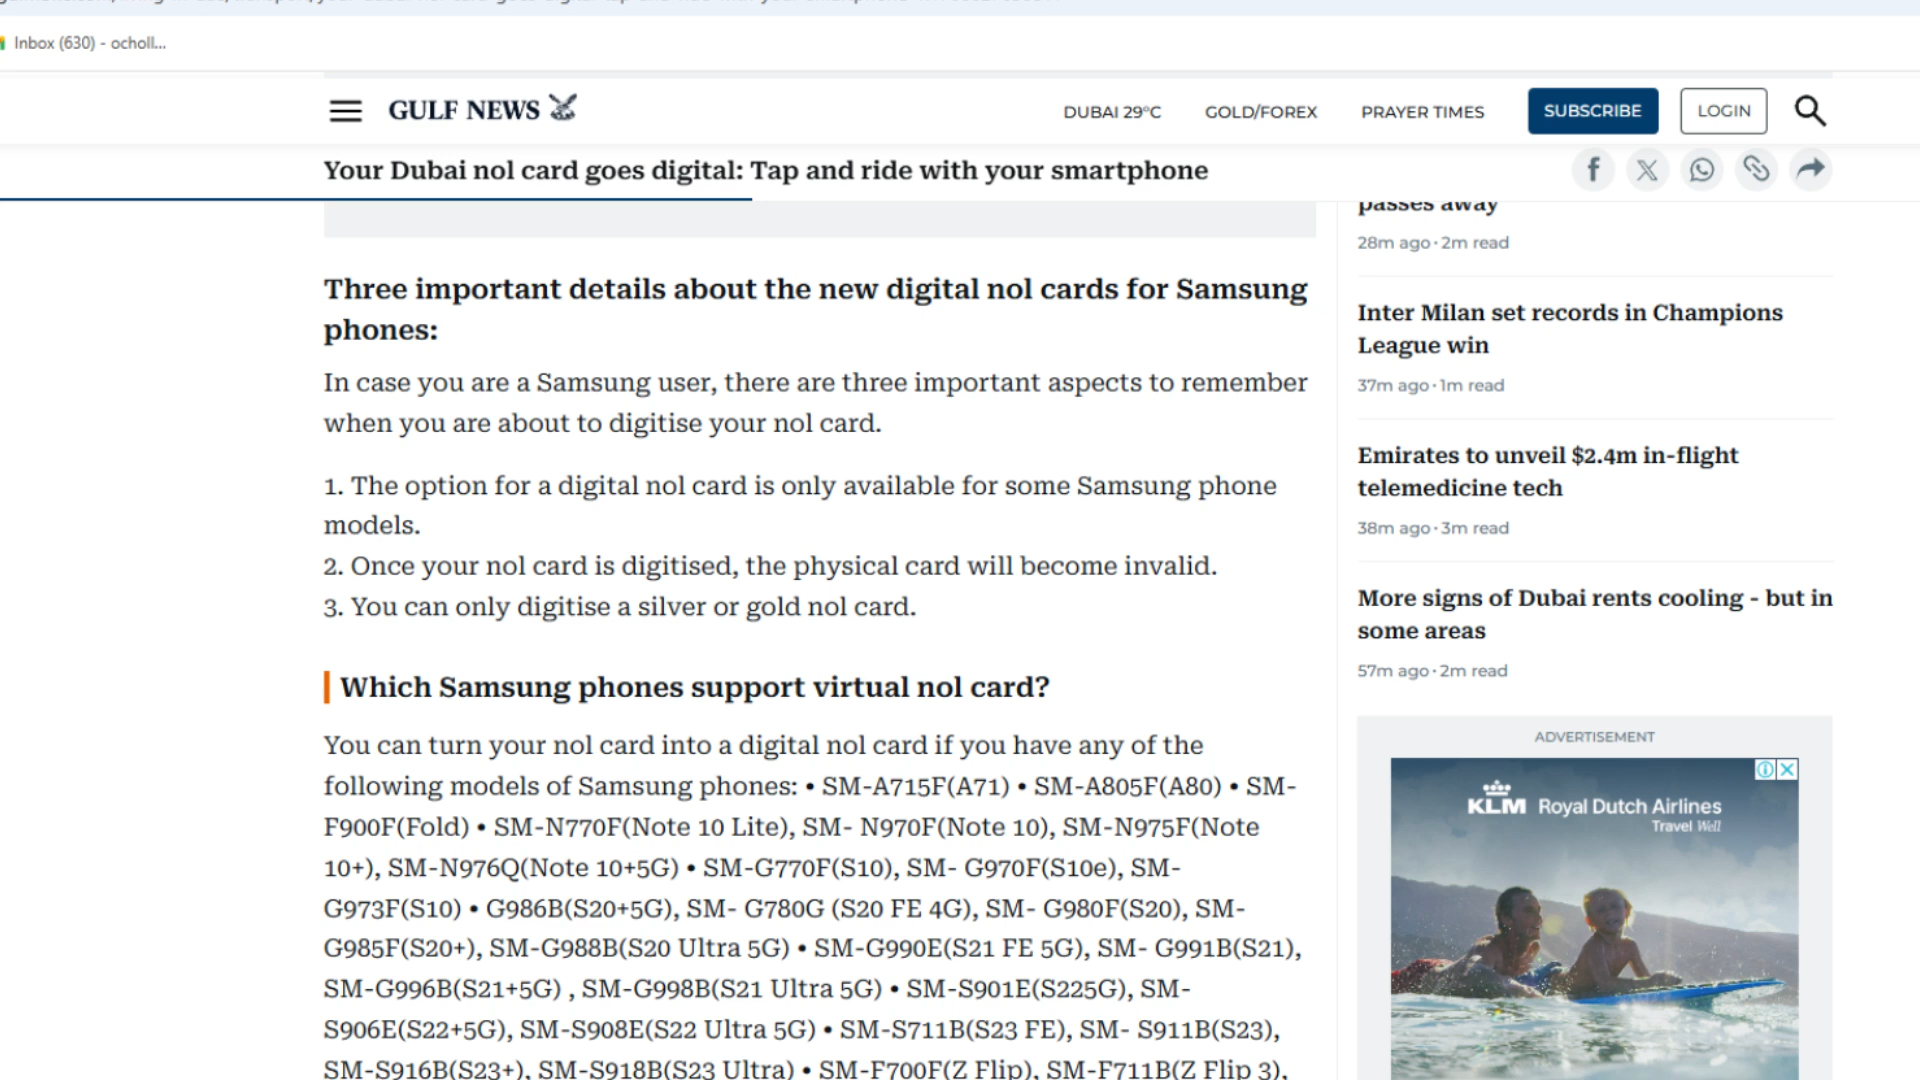 Inbox (630) - ocholl...
GULF NEWS
DUBAI 29°C
GOLD/FOREX
PRAYER TIMES
SUBSCRIBE
LOGIN
Your Dubai nol card goes digital: Tap and ride with your smartphone
Three important details about the new digital nol cards for Samsung
phones:
In case you are a Samsung user, there are three important aspects to remember
when you are about to digitise your nol card.
1. The option for a digital nol card is only available for some Samsung phone
models.
2. Once your nol card is digitised, the physical card will become invalid.
3. You can only digitise a silver or gold nol card.
Which Samsung phones support virtual nol card?
You can turn your nol card into a digital nol card if you have any of the
following models of Samsung phones: • SM-A715F(A71) • SM-A805F(A80) • SM-
F900F(Fold) • SM-N770F(Note 10 Lite), SM- N970F(Note 10), SM-N975F(Note
10+), SM-N976Q(Note 10+5G) • SM-G770F(S10), SM- G970F(S10e), SM-
G973F(S10) • G986B(S20+5G), SM- G780G (S20 FE 4G), SM- G980F(S20), SM-
G985F(S20+), SM-G988B(S20 Ultra 5G) • SM-G990E(S21 FE 5G), SM- G991B(S21),
SM-G996B(S21+5G) , SM-G998B(S21 Ultra 5G) • SM-S901E(S225G), SM-
S906E(S22+5G), SM-S908E(S22 Ultra 5G) • SM-S711B(S23 FE), SM- S911B(S23),
SM-S916B(S23+), SM-S918B(S23 Ultra) • SM-F700F(Z Flip), SM-F711B(Z Flip 3),
passes away
28m ago · 2m read
Inter Milan set records in Champions
League win
37m ago · 1m read
Emirates to unveil $2.4m in-flight
telemedicine tech
38m ago · 3m read
More signs of Dubai rents cooling - but in
some areas
57m ago · 2m read
ADVERTISEMENT
KLM Royal Dutch Airlines
Travel Well